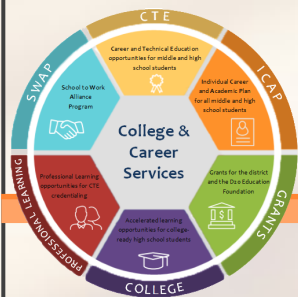 CTE
Career and Technical Education
opportunities for middle and high
school students
ICAP
Individual Career
and Academic Plan
for all middle and high
school students
GRANTS
Grants for the district
and the Oso Education
Foundation
COLLEGE
Accelerated learning
opportunities for college-
ready high school students
PROFESSIONAL LEARNING
Professional Learning
opportunities for CTE
credentialing
SWAP
School to Work
Alliance
Program
College &
Career
Services